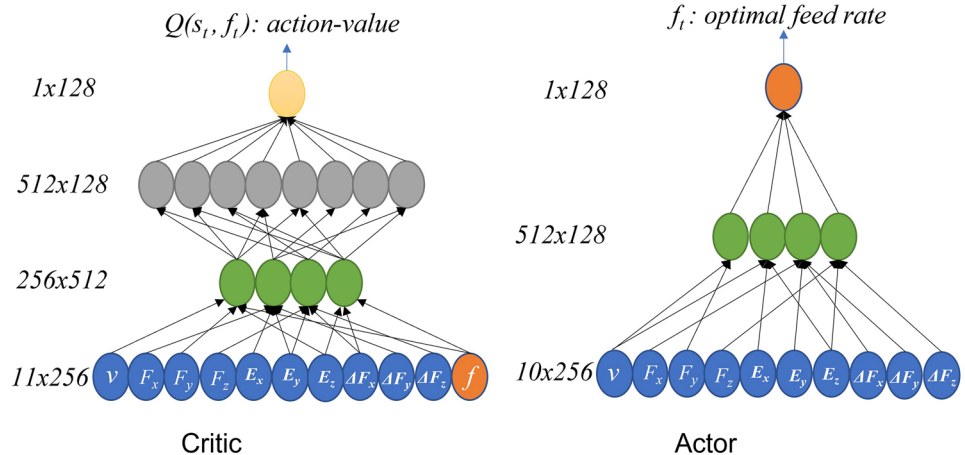 Q(s_t, f_t): action-value
1x128
512x128
256x512
11x256
v F_x F_y F_z E_x E_y E_z ΔF_x ΔF_y ΔF_z f
Critic
f_t: optimal feed rate
1x128
512x128
10x256
v F_x F_y F_z E_x E_y E_z ΔF_x ΔF_y ΔF_z
Actor